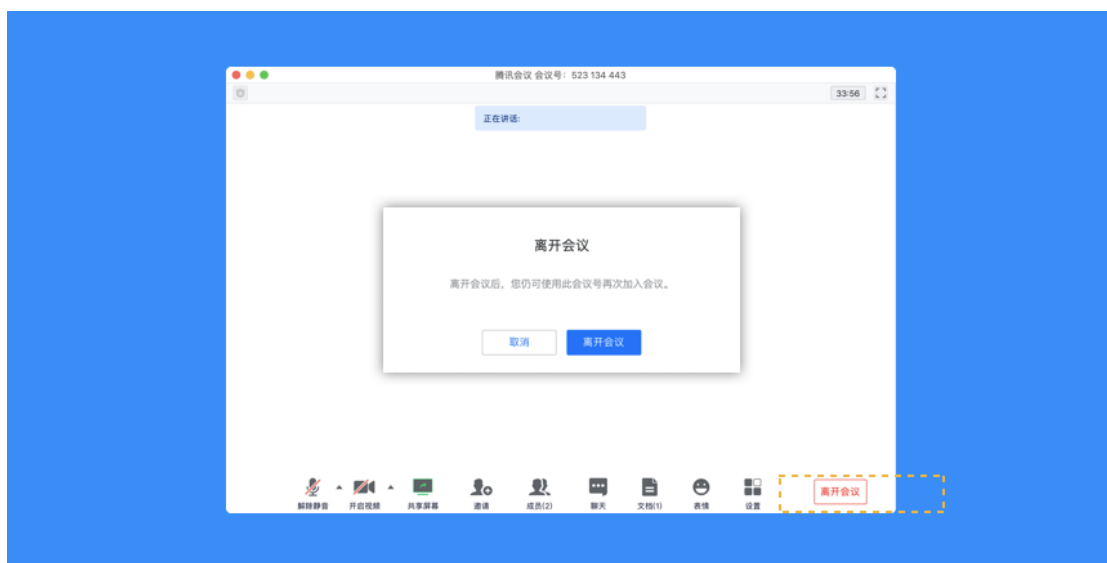 腾讯会议 会议号：523 134 443
33:56
正在讲话:
离开会议
离开会议后，您仍可使用此会议号再次加入会议。
取消 离开会议
解除静音 开启视频 共享屏幕 邀请 成员(2) 聊天 文档(1) 表情 设置 离开会议